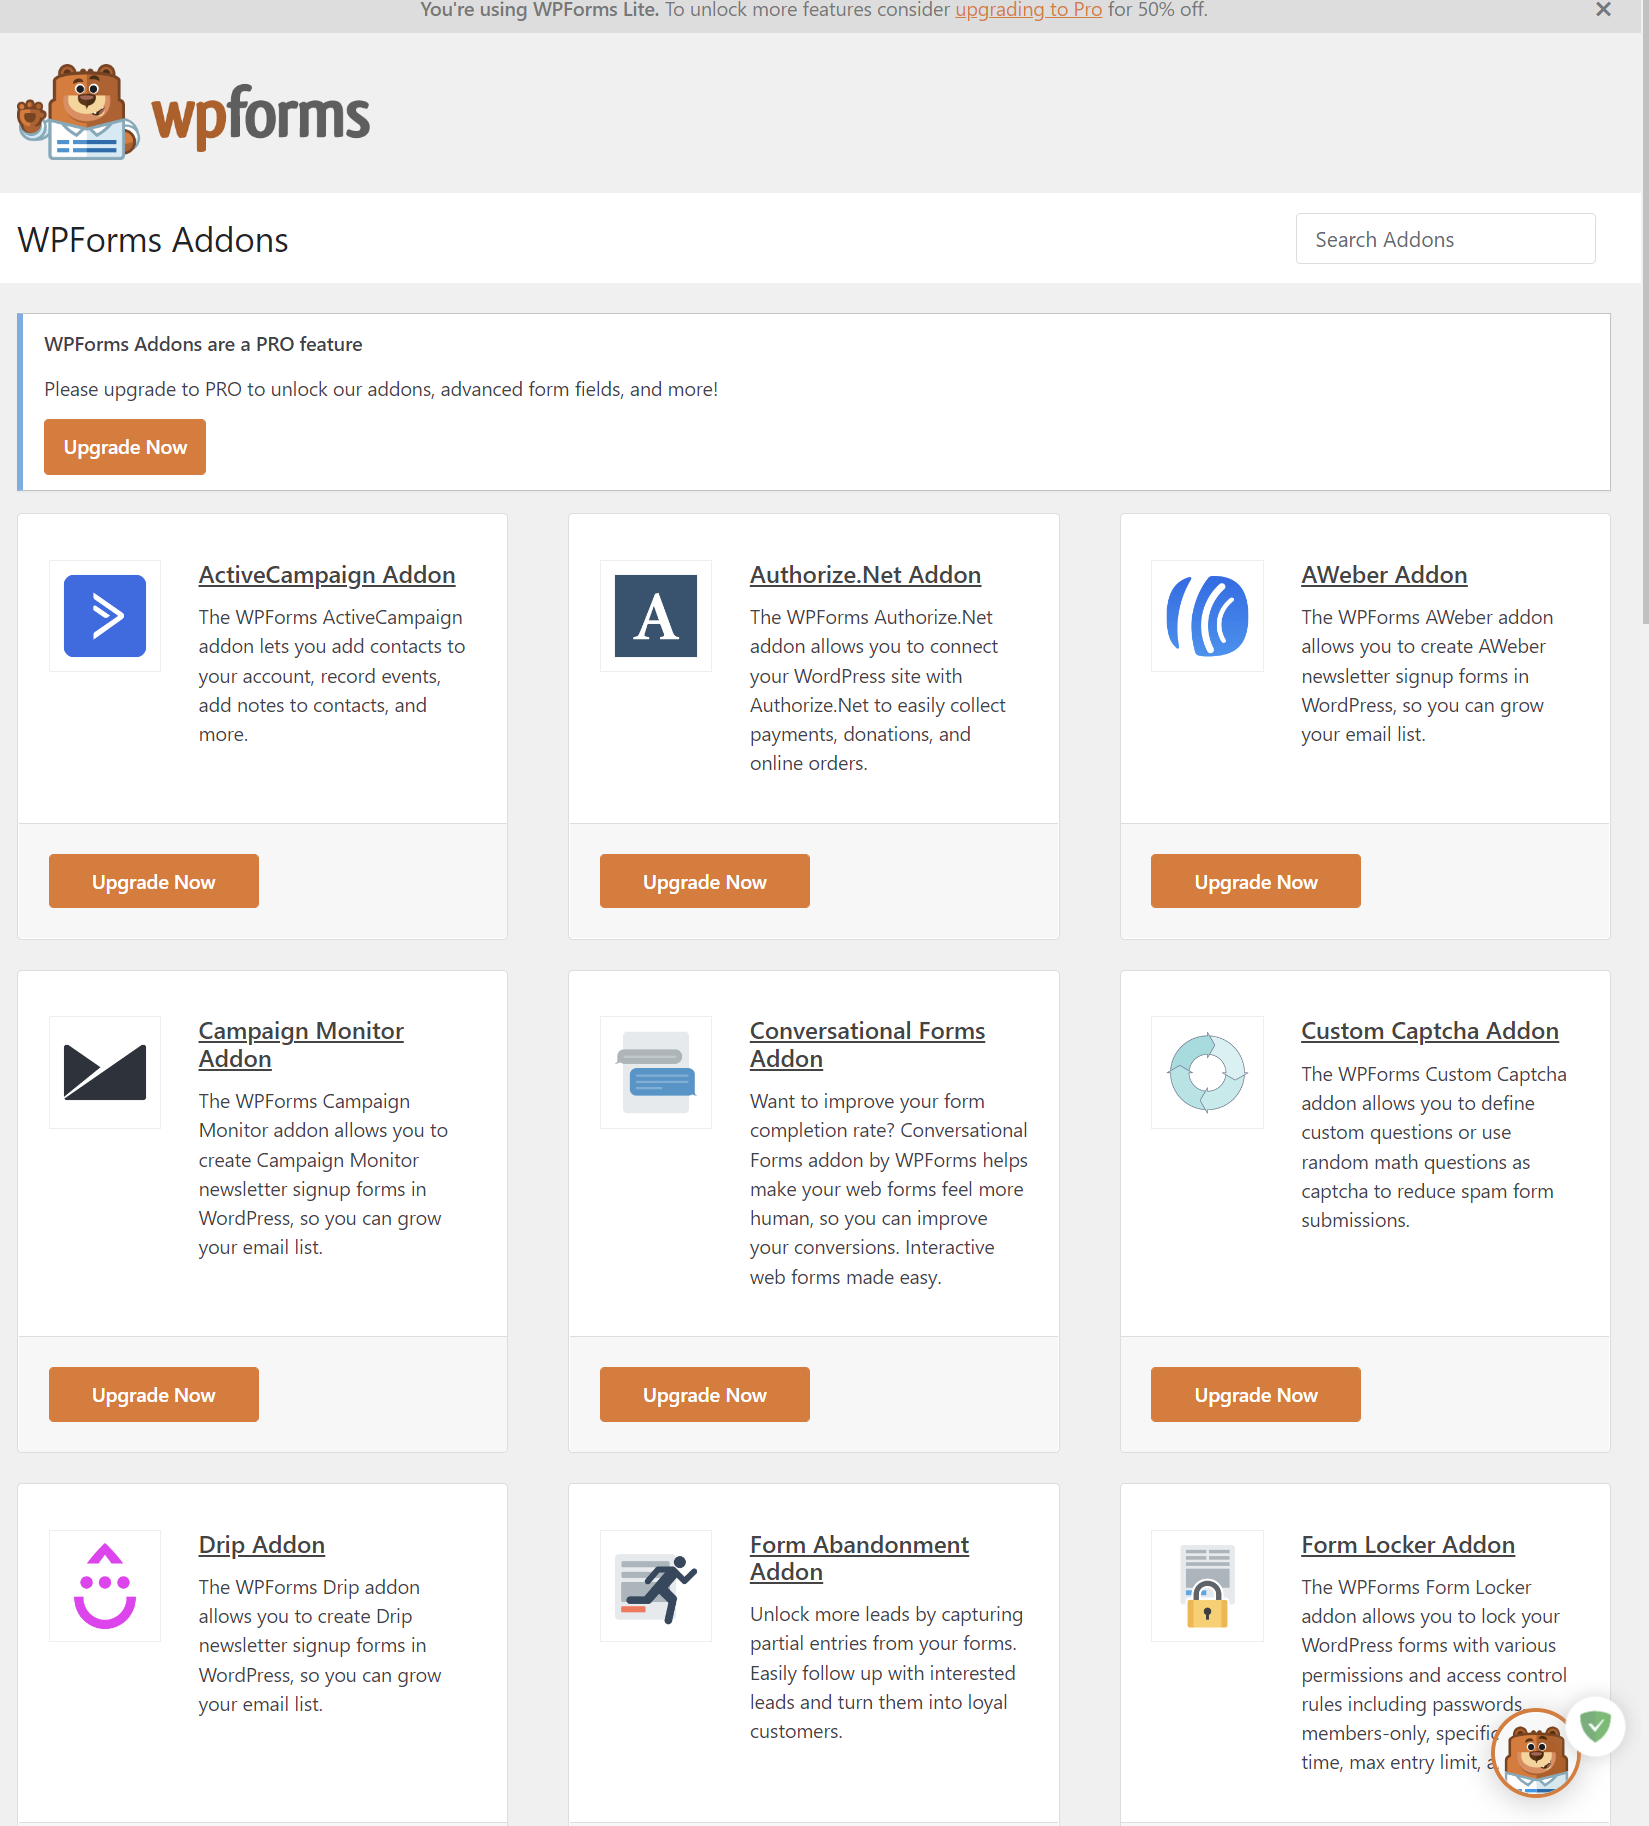 You're using WPForms Lite. To unlock more features consider upgrading to Pro for 50% off.
wpforms
WPForms Addons
Search Addons
WPForms Addons are a PRO feature
Please upgrade to PRO to unlock our addons, advanced form fields, and more!
Upgrade Now
ActiveCampaign Addon
The WPForms ActiveCampaign
addon lets you add contacts to
your account, record events,
add notes to contacts, and
more.
Upgrade Now
A
Authorize.Net Addon
The WPForms Authorize.Net
addon allows you to connect
your WordPress site with
Authorize.Net to easily collect
payments, donations, and
online orders.
Upgrade Now
AWeber Addon
The WPForms AWeber addon
allows you to create AWeber
newsletter signup forms in
WordPress, so you can grow
your email list.
Upgrade Now
Campaign Monitor
Addon
The WPForms Campaign
Monitor addon allows you to
create Campaign Monitor
newsletter signup forms in
WordPress, so you can grow
your email list.
Upgrade Now
Conversational Forms
Addon
Want to improve your form
completion rate? Conversational
Forms addon by WPForms helps
make your web forms feel more
human, so you can improve
your conversions. Interactive
web forms made easy.
Upgrade Now
Custom Captcha Addon
The WPForms Custom Captcha
addon allows you to define
custom questions or use
random math questions as
captcha to reduce spam form
submissions.
Upgrade Now
Drip Addon
The WPForms Drip addon
allows you to create Drip
newsletter signup forms in
WordPress, so you can grow
your email list.
Form Abandonment
Addon
Unlock more leads by capturing
partial entries from your forms.
Easily follow up with interested
leads and turn them into loyal
customers.
Form Locker Addon
The WPForms Form Locker
addon allows you to lock your
WordPress forms with various
permissions and access control
rules including passwords,
members-only, specific
time, max entry limit,